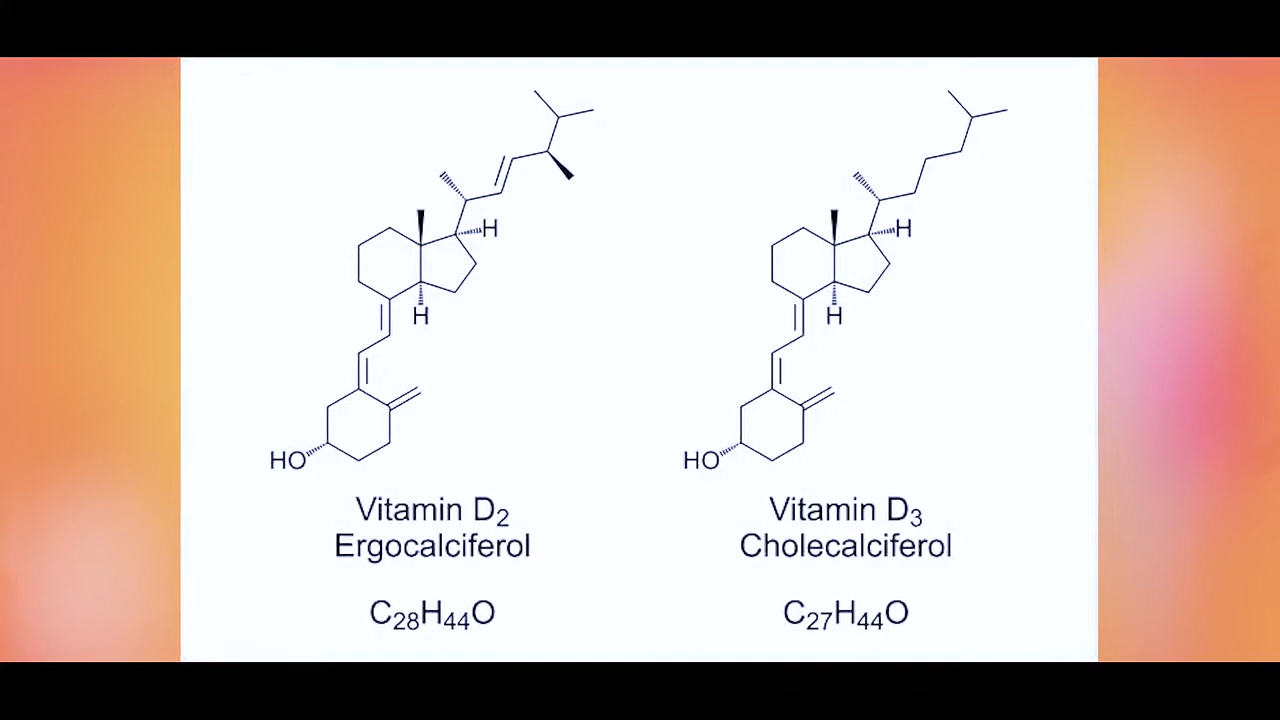 H
H
HO
Vitamin D₂
Ergocalciferol
C₂₈H₄₄O
H
H
HO
Vitamin D₃
Cholecalciferol
C₂₇H₄₄O